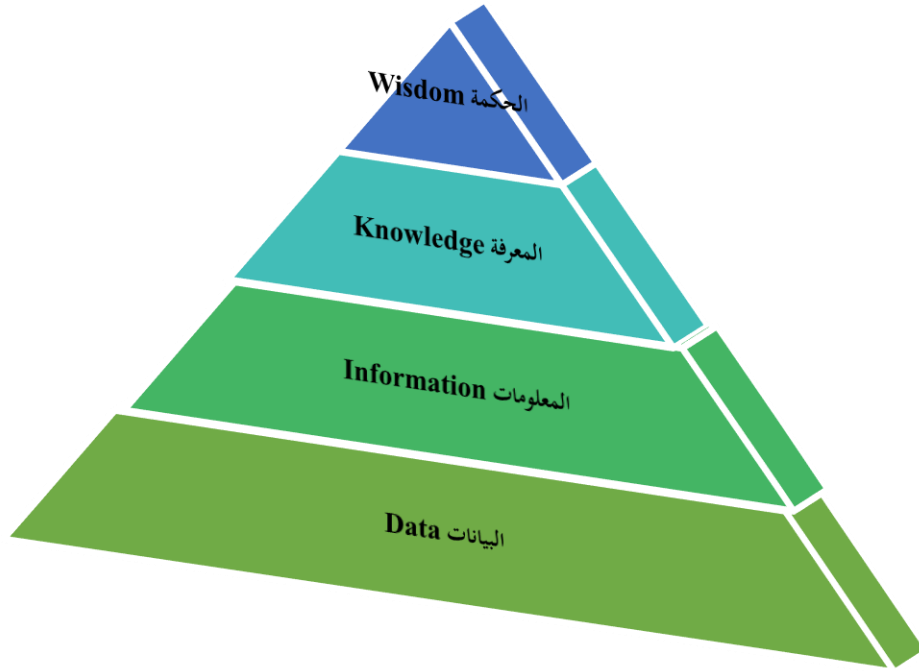 الحكمة Wisdom
المعرفة Knowledge
المعلومات Information
البيانات Data